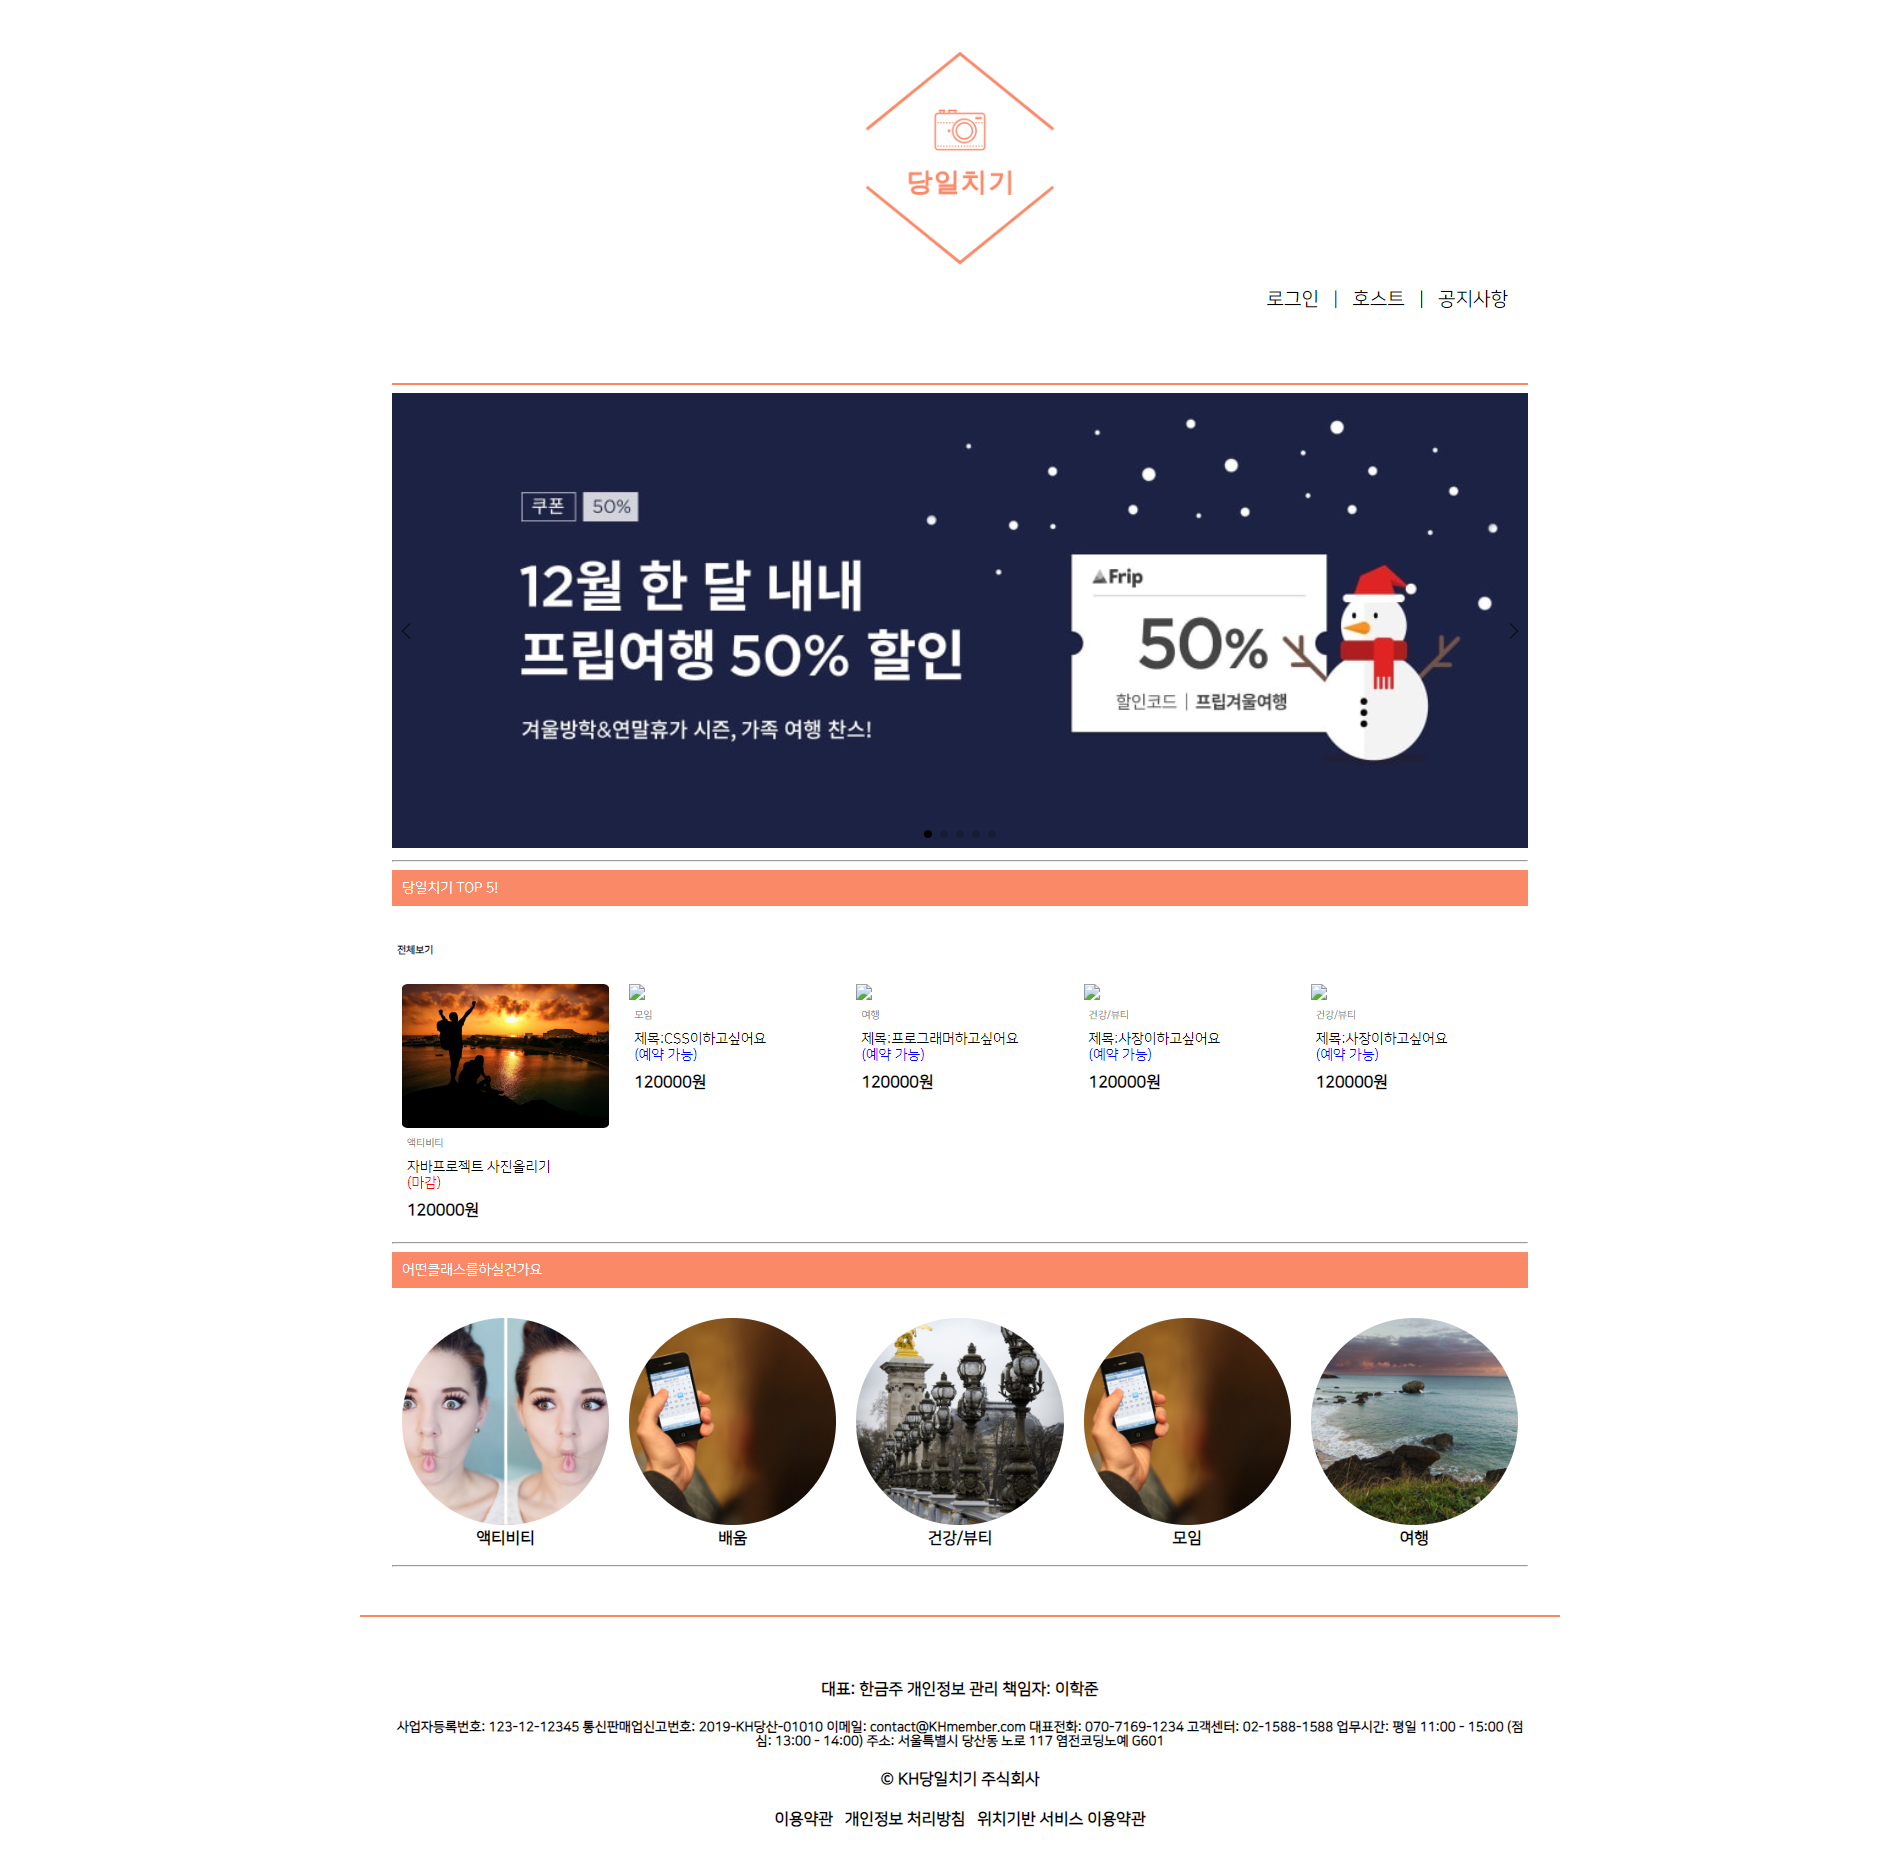 당일치기
로그인 | 호스트 | 공지사항
쿠폰 50%
12월 한 달 내내
프립여행 50% 할인
겨울방학&연말휴가 시즌, 가족 여행 찬스!
Frip
50%
할인코드 | 프립겨울여행
당일치기 TOP 5!
전체보기
액티비티
자바프로젝트 사진올리기
(마감)
120000원
모임
제목:CSS이하고싶어요
(예약 가능)
120000원
여행
제목:프로그래머하고싶어요
(예약 가능)
120000원
건강/뷰티
제목:사장이하고싶어요
(예약 가능)
120000원
건강/뷰티
제목:사장이하고싶어요
(예약 가능)
120000원
어떤클래스를하실건가요
액티비티
배움
건강/뷰티
모임
여행
대표: 한금주 개인정보 관리 책임자: 이학준
사업자등록번호: 123-12-12345 통신판매업신고번호: 2019-KH당산-01010 이메일: contact@KHmember.com 대표전화: 070-7169-1234 고객센터: 02-1588-1588 업무시간: 평일 11:00 - 15:00 (점
심: 13:00 - 14:00) 주소: 서울특별시 당산동 노로 117 염전코딩노예 G601
© KH당일치기 주식회사
이용약관 개인정보 처리방침 위치기반 서비스 이용약관